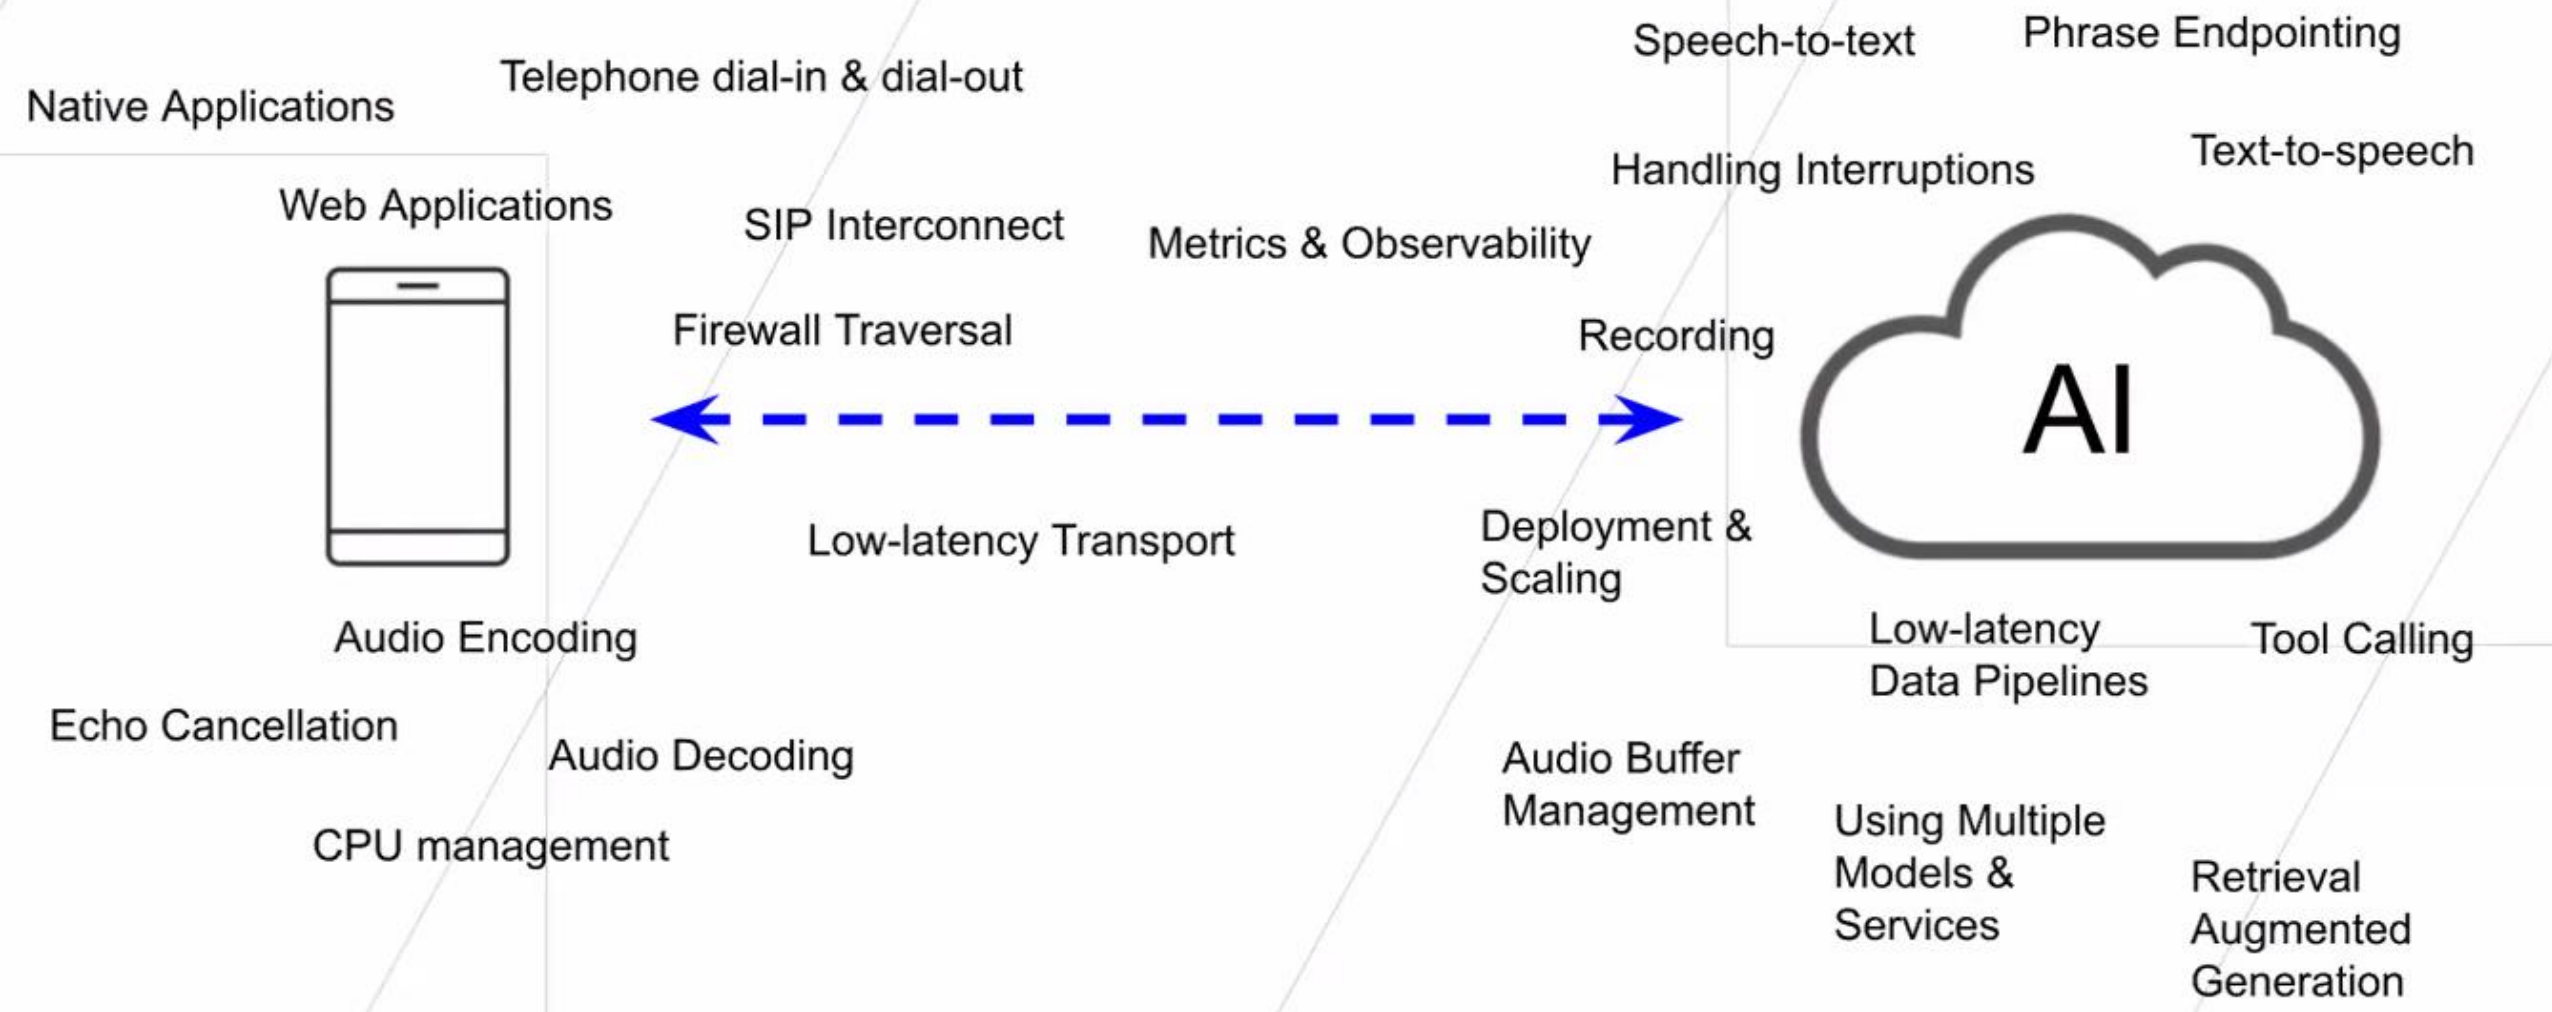 Native Applications
Telephone dial-in & dial-out
Speech-to-text
Phrase Endpointing
Web Applications
SIP Interconnect
Metrics & Observability
Handling Interruptions
Text-to-speech
Firewall Traversal
Recording
AI
Low-latency Transport
Deployment &
Scaling
Audio Encoding
Low-latency
Data Pipelines
Tool Calling
Echo Cancellation
Audio Decoding
CPU management
Audio Buffer
Management
Using Multiple
Models &
Services
Retrieval
Augmented
Generation